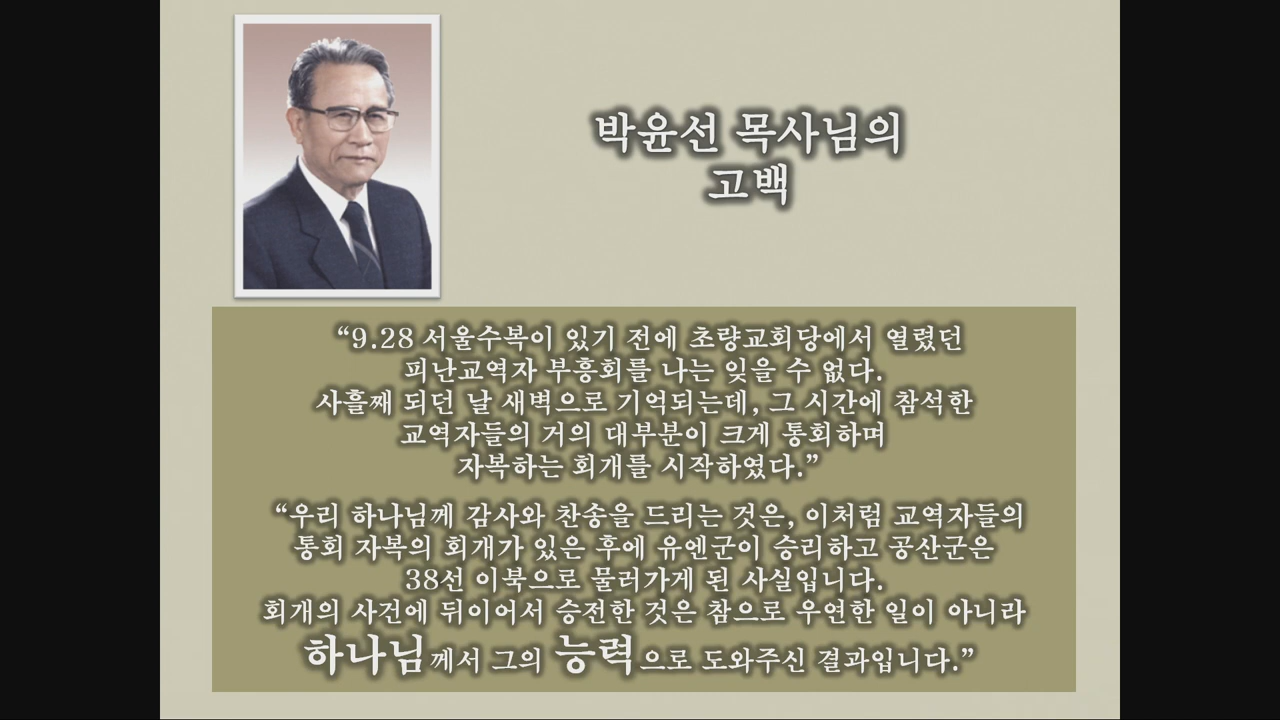 박윤선 목사님의
고백
“9.28 서울수복이 있기 전에 초량교회당에서 열렸던
피난교역자 부흥회를 나는 잊을 수 없다.
사흘째 되던 날 새벽으로 기억되는데, 그 시간에 참석한
교역자들의 거의 대부분이 크게 통회하며
자복하는 회개를 시작하였다.”
“우리 하나님께 감사와 찬송을 드리는 것은, 이처럼 교역자들의
통회 자복의 회개가 있은 후에 유엔군이 승리하고 공산군은
38선 이북으로 물러가게 된 사실입니다.
회개의 사건에 뒤이어서 승전한 것은 참으로 우연한 일이 아니라
하나님께서 그의 능력으로 도와주신 결과입니다.”